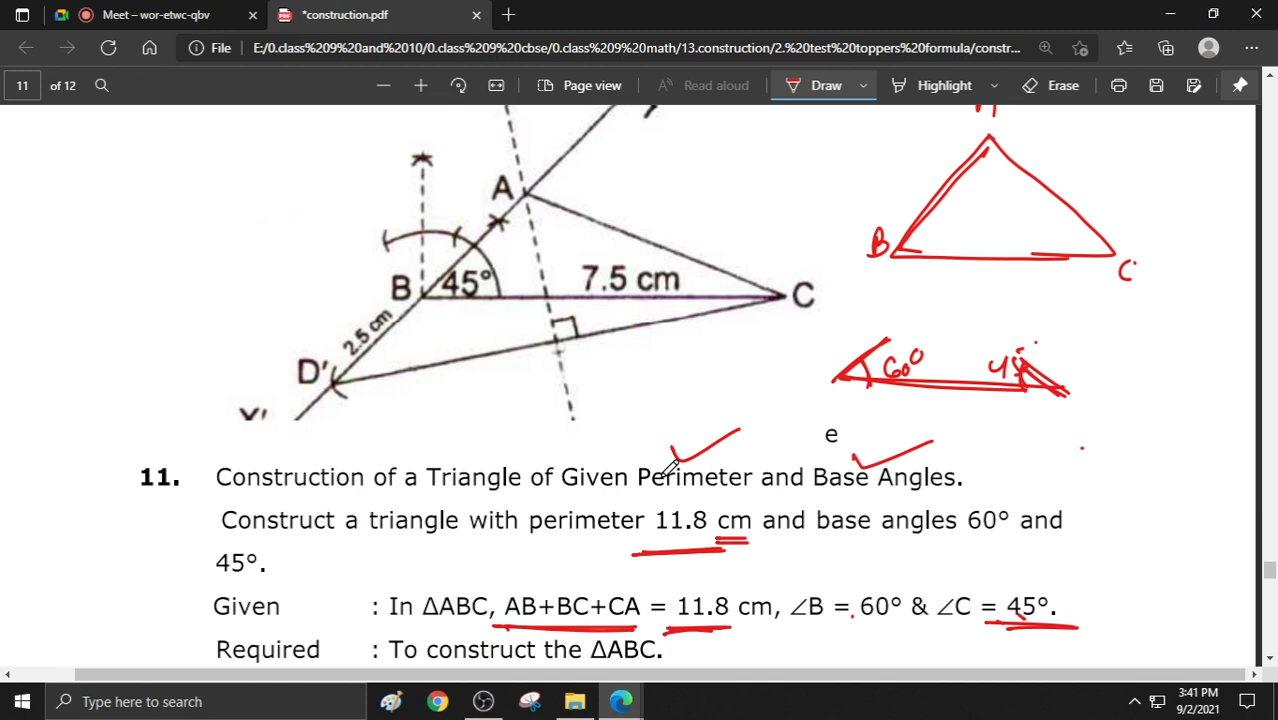 Meet – wor-etwc-qbv
*construction.pdf
File
E:/0.class%209%20and%2010/0.class%209%20cbse/0.class%209%20math/13.construction/2.%20test%20toppers%20formula/constr...
11 of 12
Page view
Read aloud
Draw
Highlight
Erase
A
B
45°
7.5 cm
C
2.5 cm
D'
B
C
60°
45°
e
11. Construction of a Triangle of Given Perimeter and Base Angles.
Construct a triangle with perimeter 11.8 cm and base angles 60° and
45°.
Given : In ΔABC, AB+BC+CA = 11.8 cm, ∠B = 60° & ∠C = 45°.
Required : To construct the ΔABC.
Type here to search
3:41 PM
9/2/2021